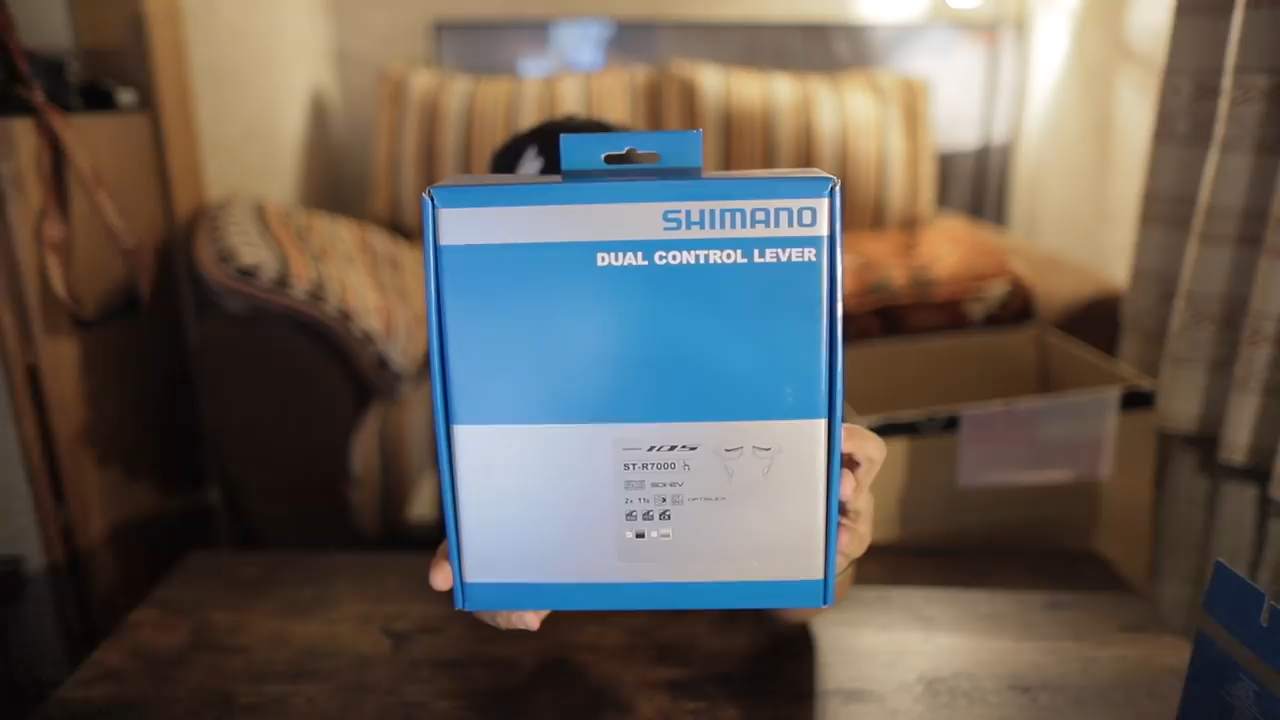 SHIMANO
DUAL CONTROL LEVER
105
ST-R7000
2x 11s